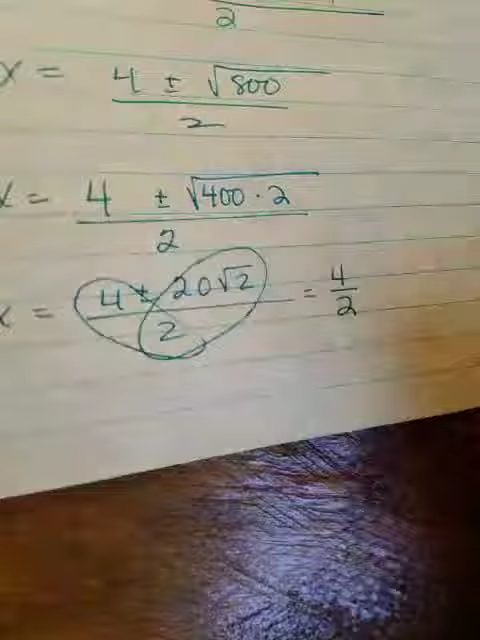 2
x = 4 ± √800
2
x = 4 ± √400 · 2
2
x = 4 ± 20√2 = 4
2 2